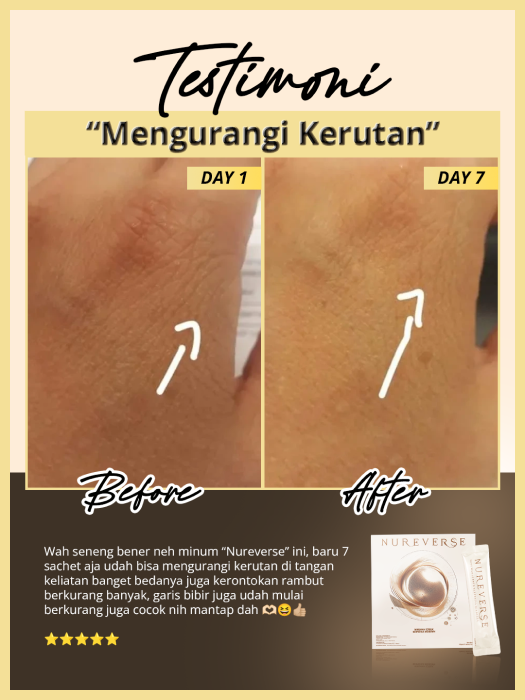 Testimoni
“Mengurangi Kerutan”
DAY 1
DAY 7
Before
After
Wah seneng bener neh minum “Nureverse” ini, baru 7
sachet aja udah bisa mengurangi kerutan di tangan
keliatan banget bedanya juga kerontokan rambut
berkurang banyak, garis bibir juga udah mulai
berkurang juga cocok nih mantap dah 🫶🏼😆👍🏼
⭐⭐⭐⭐⭐
NUREVERSE
NUREVERSE